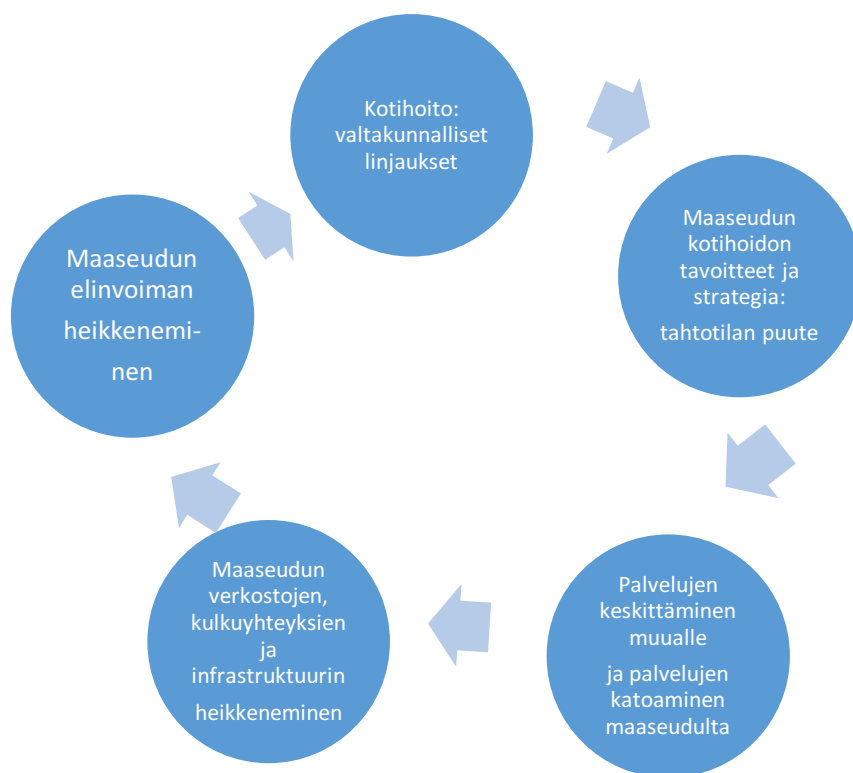 Kotihoito:
valtakunnalliset
linjaukset
Maaseudun
kotihoidon
tavoitteet ja
strategia:
tahtotilan puute
Palvelujen
keskittäminen
muualle
ja palvelujen
katoaminen
maaseudulta
Maaseudun
verkostojen,
kulkuyhteyksien
ja
infrastruktuurin
heikkeneminen
Maaseudun
elinvoiman
heikkenemi-
nen